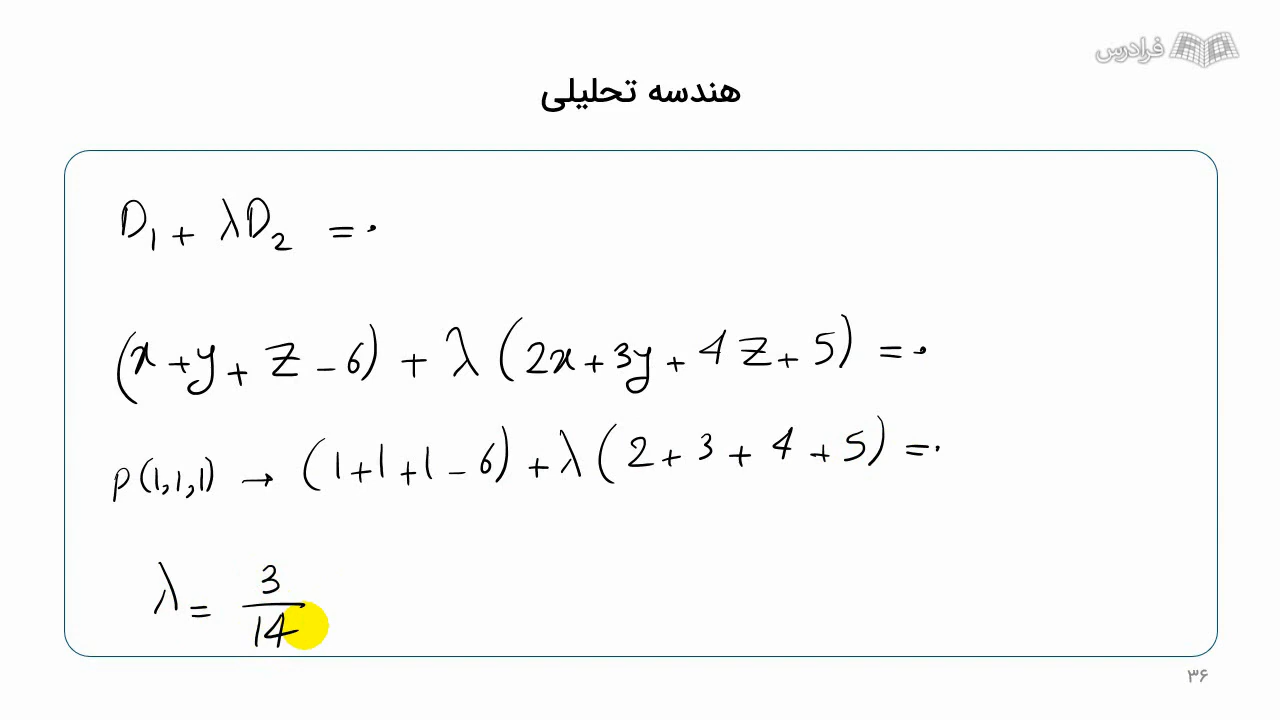 فرادرس
هندسه تحلیلی
D₁ + λD₂ = ۰
(x + y + z − 6) + λ (2x + 3y + 4z + 5) = ۰
P(1,1,1) → (1+1+1−6) + λ(2+3+4+5) = ۰
λ = 3/14
۳۶